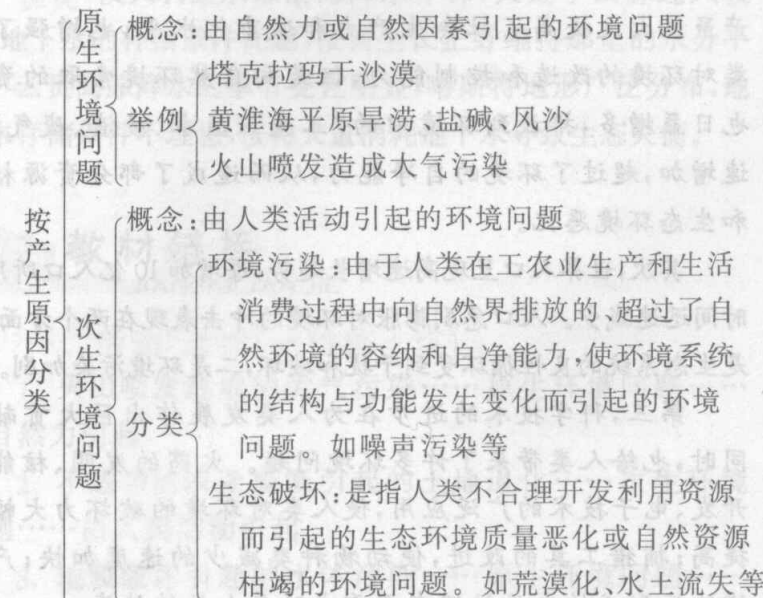 按产生原因分类
原生环境问题
概念:由自然力或自然因素引起的环境问题
举例
塔克拉玛干沙漠
黄淮海平原旱涝、盐碱、风沙
火山喷发造成大气污染
次生环境问题
概念:由人类活动引起的环境问题
分类
环境污染:由于人类在工农业生产和生活
消费过程中向自然界排放的、超过了自
然环境的容纳和自净能力,使环境系统
的结构与功能发生变化而引起的环境
问题。如噪声污染等
生态破坏:是指人类不合理开发利用资源
而引起的生态环境质量恶化或自然资源
枯竭的环境问题。如荒漠化、水土流失等